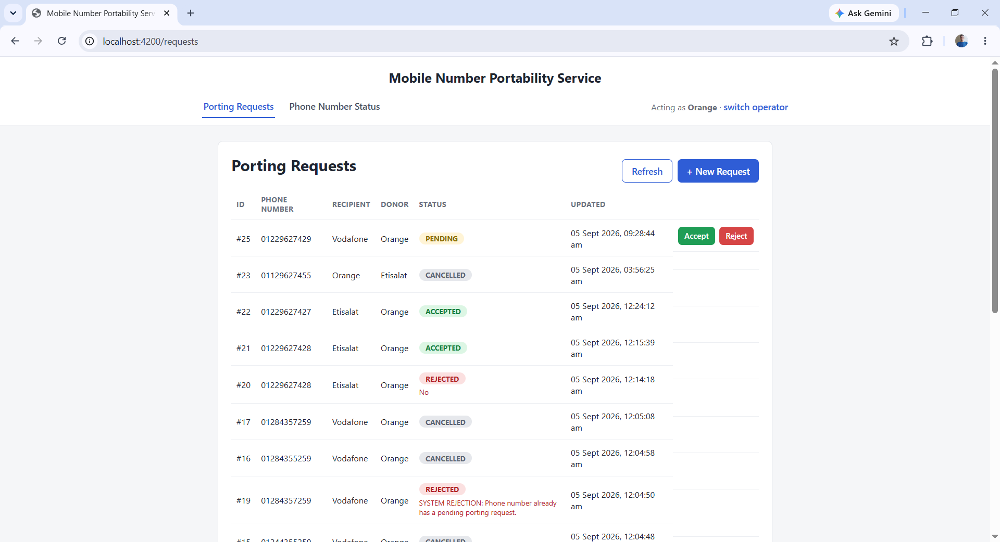 Mobile Number Portability Serv
Ask Gemini
localhost:4200/requests
Mobile Number Portability Service
Porting Requests Phone Number Status Acting as Orange · switch operator
Porting Requests
Refresh + New Request
ID PHONE NUMBER RECIPIENT DONOR STATUS UPDATED
#25 01229627429 Vodafone Orange PENDING 05 Sept 2026, 09:28:44 am Accept Reject
#23 01129627455 Orange Etisalat CANCELLED 05 Sept 2026, 03:56:25 am
#22 01229627427 Etisalat Orange ACCEPTED 05 Sept 2026, 12:24:12 am
#21 01229627428 Etisalat Orange ACCEPTED 05 Sept 2026, 12:15:39 am
#20 01229627428 Etisalat Orange REJECTED 05 Sept 2026, 12:14:18 am
No
#17 01284357259 Vodafone Orange CANCELLED 05 Sept 2026, 12:05:08 am
#16 01284355259 Vodafone Orange CANCELLED 05 Sept 2026, 12:04:58 am
#19 01284357259 Vodafone Orange REJECTED 05 Sept 2026, 12:04:50 am
SYSTEM REJECTION: Phone number already
has a pending porting request.
#15 01244355259 Vodafone Orange CANCELLED 05 Sept 2026, 12:04:48